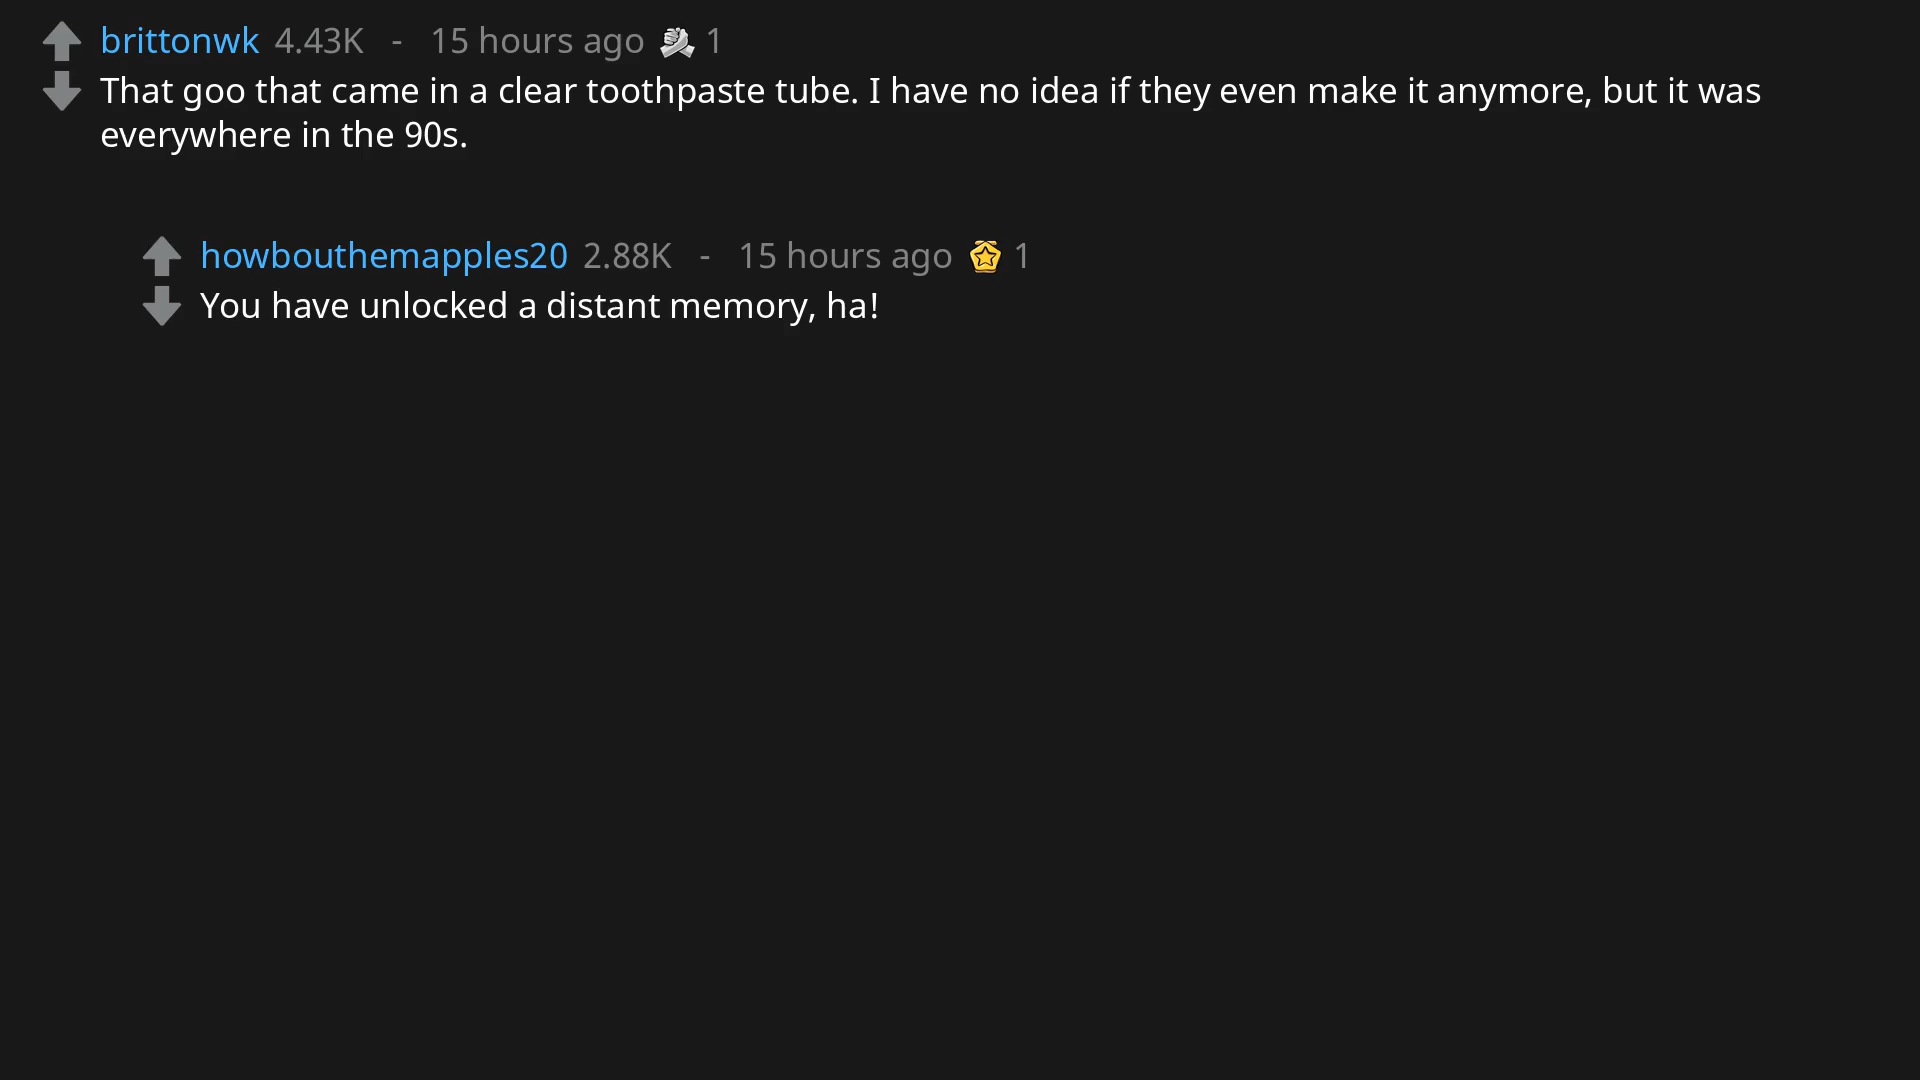 brittonwk 4.43K - 15 hours ago 1
That goo that came in a clear toothpaste tube. I have no idea if they even make it anymore, but it was
everywhere in the 90s.
howbouthemapples20 2.88K - 15 hours ago 1
You have unlocked a distant memory, ha!